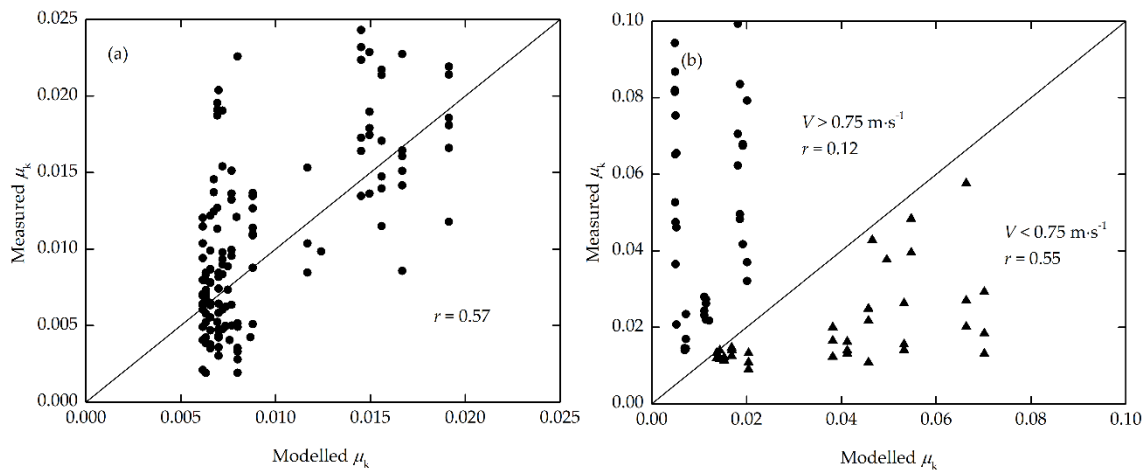 (a)
0.025
0.020
0.015
0.010
0.005
0.000
Measured μk
r = 0.57
0.000
0.005
0.010
0.015
0.020
0.025
Modelled μk
(b)
0.10
0.08
0.06
0.04
0.02
0.00
Measured μk
V > 0.75 m·s-1
r = 0.12
V < 0.75 m·s-1
r = 0.55
0.00
0.02
0.04
0.06
0.08
0.10
Modelled μk